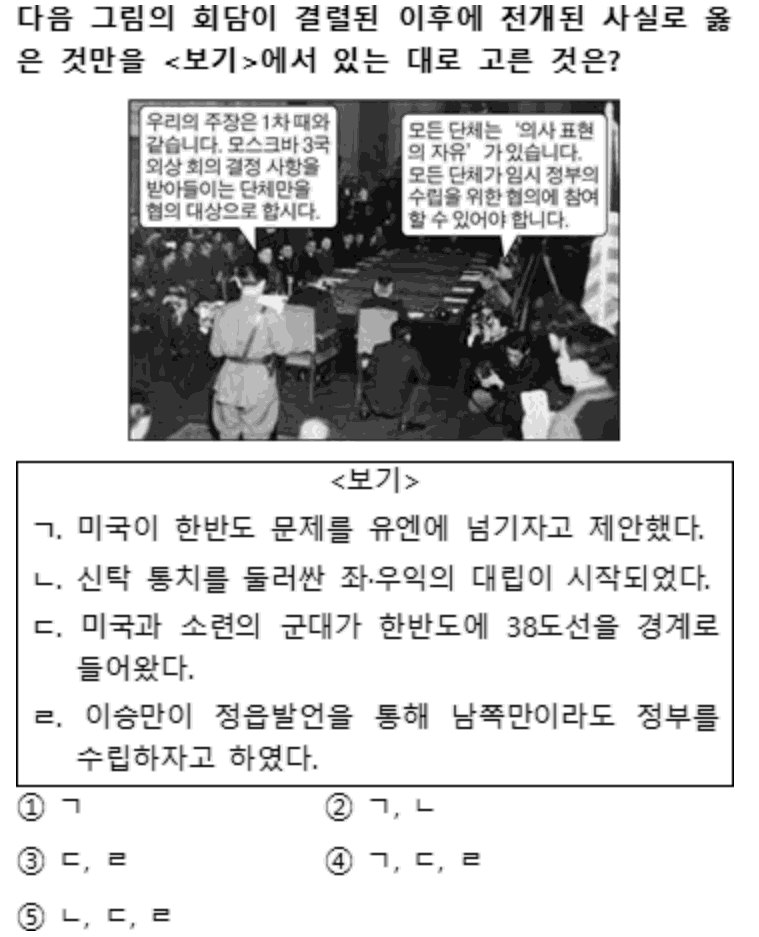 다음 그림의 회담이 결렬된 이후에 전개된 사실로 옳
은 것만을 <보기>에서 있는 대로 고른 것은?
우리의 주장은 1차 때와
같습니다. 모스크바 3국
외상 회의 결정 사항을
받아들이는 단체만을
협의 대상으로 합시다.
모든 단체는 ‘의사 표현
의 자유’ 가 있습니다.
모든 단체가 임시 정부의
수립을 위한 협의에 참여
할 수 있어야 합니다.
<보기>
ㄱ. 미국이 한반도 문제를 유엔에 넘기자고 제안했다.
ㄴ. 신탁 통치를 둘러싼 좌·우익의 대립이 시작되었다.
ㄷ. 미국과 소련의 군대가 한반도에 38도선을 경계로
들어왔다.
ㄹ. 이승만이 정읍발언을 통해 남쪽만이라도 정부를
수립하자고 하였다.
① ㄱ ② ㄱ, ㄴ
③ ㄷ, ㄹ ④ ㄱ, ㄷ, ㄹ
⑤ ㄴ, ㄷ, ㄹ